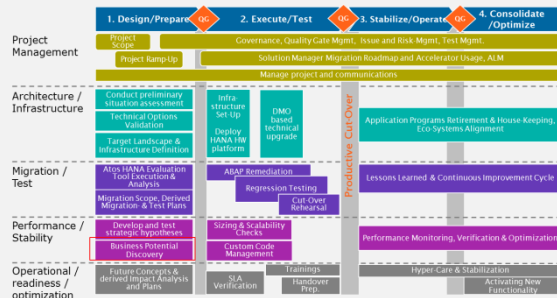 1. Design/Prepare
QG
2. Execute/Test
QG
3. Stabilize/Operate
QG
4. Consolidate
/Optimize
Project
Management
Project
Scope
Governance, Quality Gate Mgmt, Issue and Risk-Mgmt, Test Mgmt.
Project Ramp-Up
Solution Manager Migration Roadmap and Accelerator Usage, ALM
Manage project and communications
Architecture /
Infrastructure
Conduct preliminary
situation assessment
Technical Options
Validation
Target Landscape &
Infrastructure Definition
Infra
structure
Set-Up
Deploy
HANA HW
platform
DMO
based
technical
upgrade
Productive Cut-Over
Application Programs Retirement & House-Keeping,
Eco-Systems Alignment
Migration /
Test
Atos HANA Evaluation
Tool Execution &
Analysis
Migration Scope, Derived
Migration- & Test Plans
ABAP Remediation
Regression Testing
Cut-Over
Rehearsal
Lessons Learned & Continuous Improvement Cycle
Performance /
Stability
Develop and test
strategic hypotheses
Business Potential
Discovery
Sizing & Scalability
Checks
Custom Code
Management
Performance Monitoring, Verification & Optimization
Operational /
readiness /
optimization
Future Concepts &
derived Impact Analysis
and Plans
SLA
Verification
Trainings
Handover
Prep.
Hyper-Care & Stabilization
Activating New
Functionality